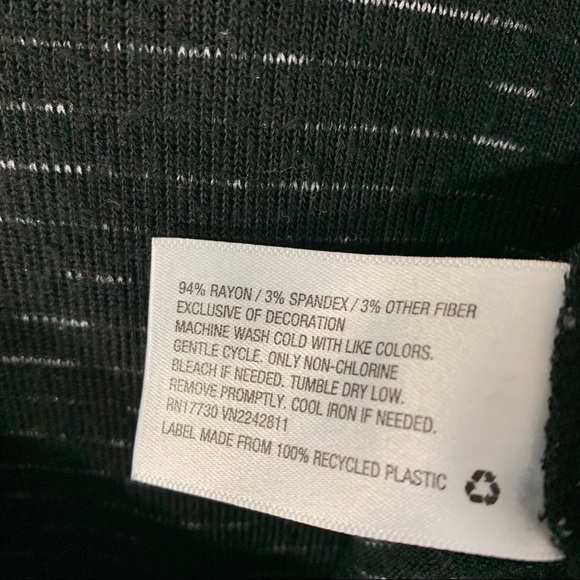 94% RAYON / 3% SPANDEX / 3% OTHER FIBER
EXCLUSIVE OF DECORATION
MACHINE WASH COLD WITH LIKE COLORS.
GENTLE CYCLE. ONLY NON-CHLORINE
BLEACH IF NEEDED. TUMBLE DRY LOW.
REMOVE PROMPTLY. COOL IRON IF NEEDED.
RN17730 VN2242811
LABEL MADE FROM 100% RECYCLED PLASTIC